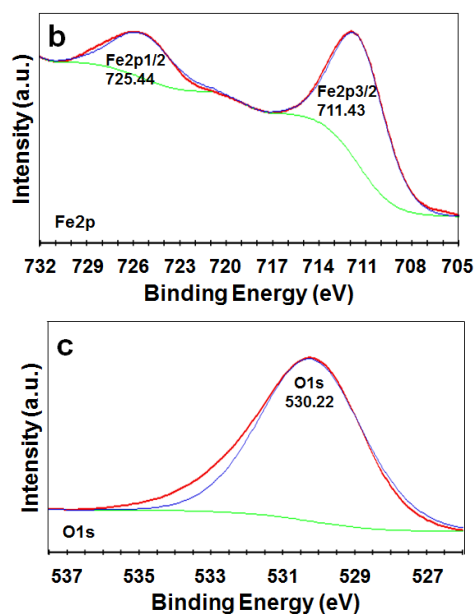 b
Fe2p1/2
725.44
Fe2p3/2
711.43
Intensity (a.u.)
Fe2p
732 729 726 723 720 717 714 711 708 705
Binding Energy (eV)
c
O1s
530.22
Intensity (a.u.)
O1s
537 535 533 531 529 527
Binding Energy (eV)